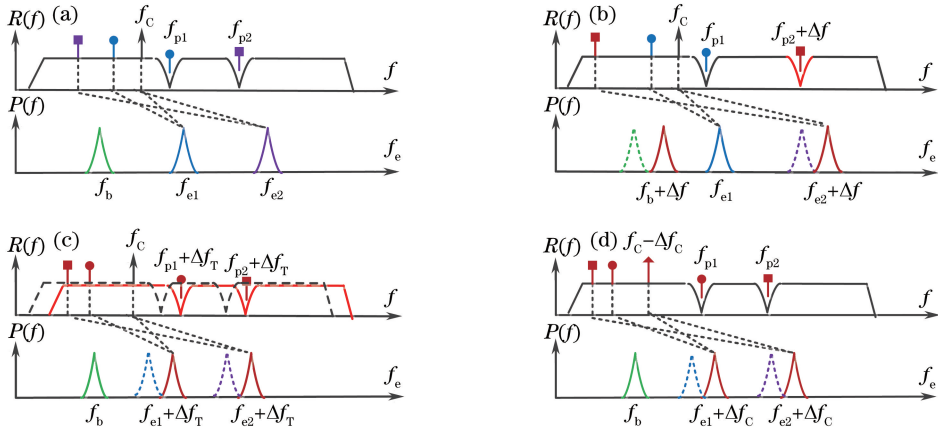 R(f) (a) f_C f_p1 f_p2
f
P(f)
f_e
f_b f_e1 f_e2
R(f) (b) f_C f_p1 f_p2+Δf
f
P(f)
f_e
f_b+Δf f_e1 f_e2+Δf
R(f) (c) f_C f_p1+Δf_T f_p2+Δf_T
f
P(f)
f_e
f_b f_e1+Δf_T f_e2+Δf_T
R(f) (d) f_C−Δf_C f_p1 f_p2
f
P(f)
f_e
f_b f_e1+Δf_C f_e2+Δf_C